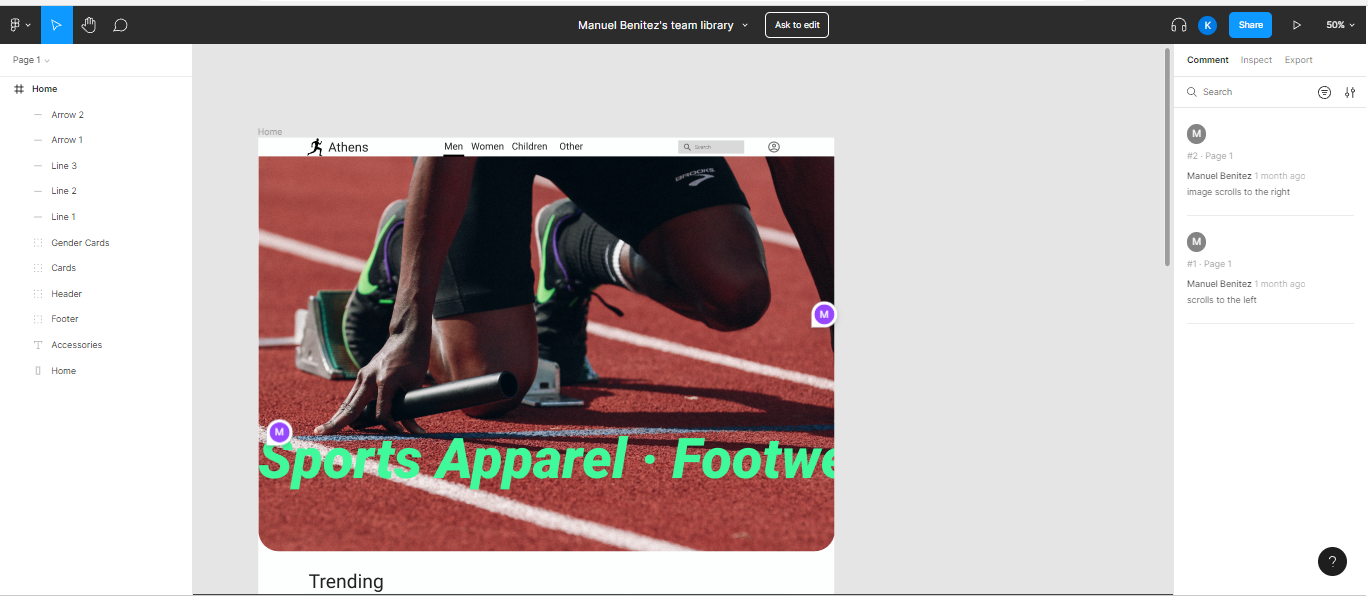 Manuel Benitez's team library
Ask to edit
K
Share
50%
Page 1
Home
Arrow 2
Arrow 1
Line 3
Line 2
Line 1
Gender Cards
Cards
Header
Footer
Accessories
Home
Home
Athens
Men Women Children Other
Search
BROOKS
M
M
Sports Apparel · Footwe
Trending
Comment Inspect Export
Search
M
#2 · Page 1
Manuel Benitez 1 month ago
image scrolls to the right
M
#1 · Page 1
Manuel Benitez 1 month ago
scrolls to the left
?